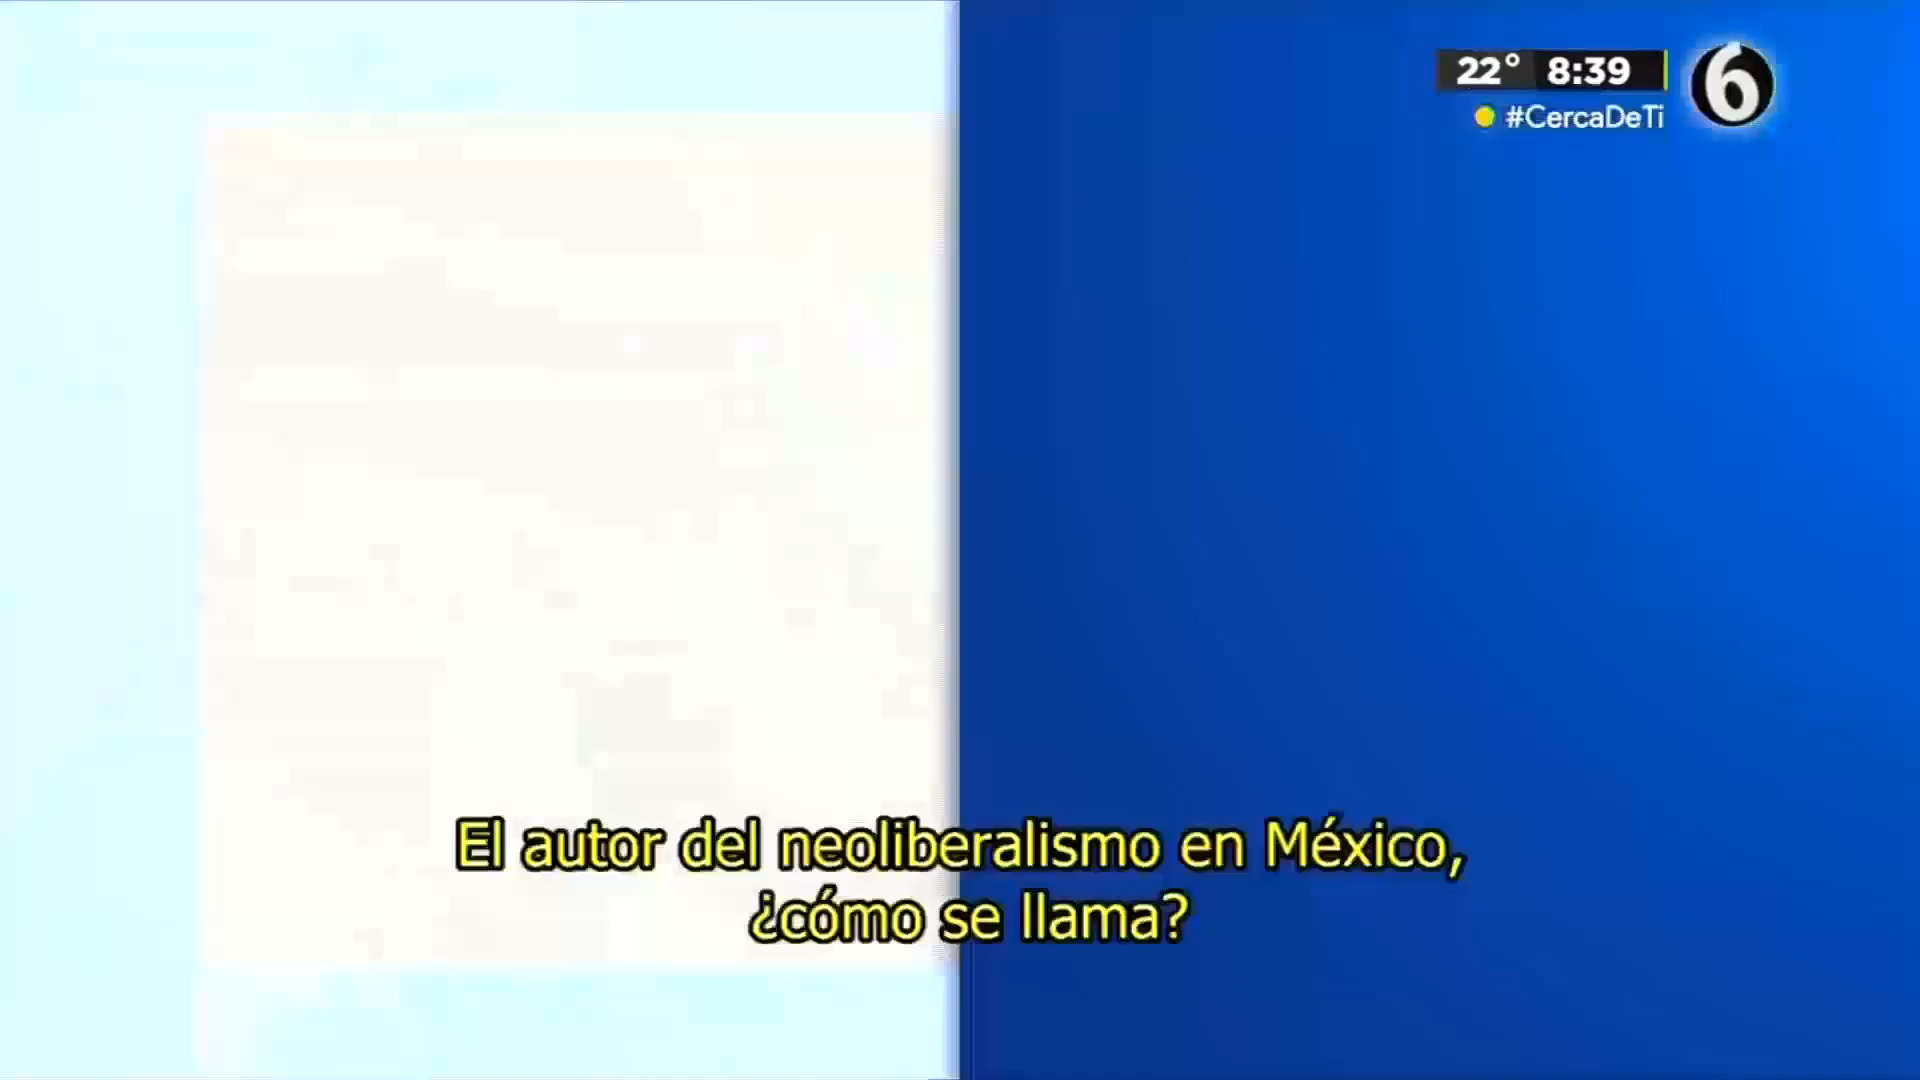 22° 8:39
#CercaDeTi
6
El autor del neoliberalismo en México,
¿cómo se llama?